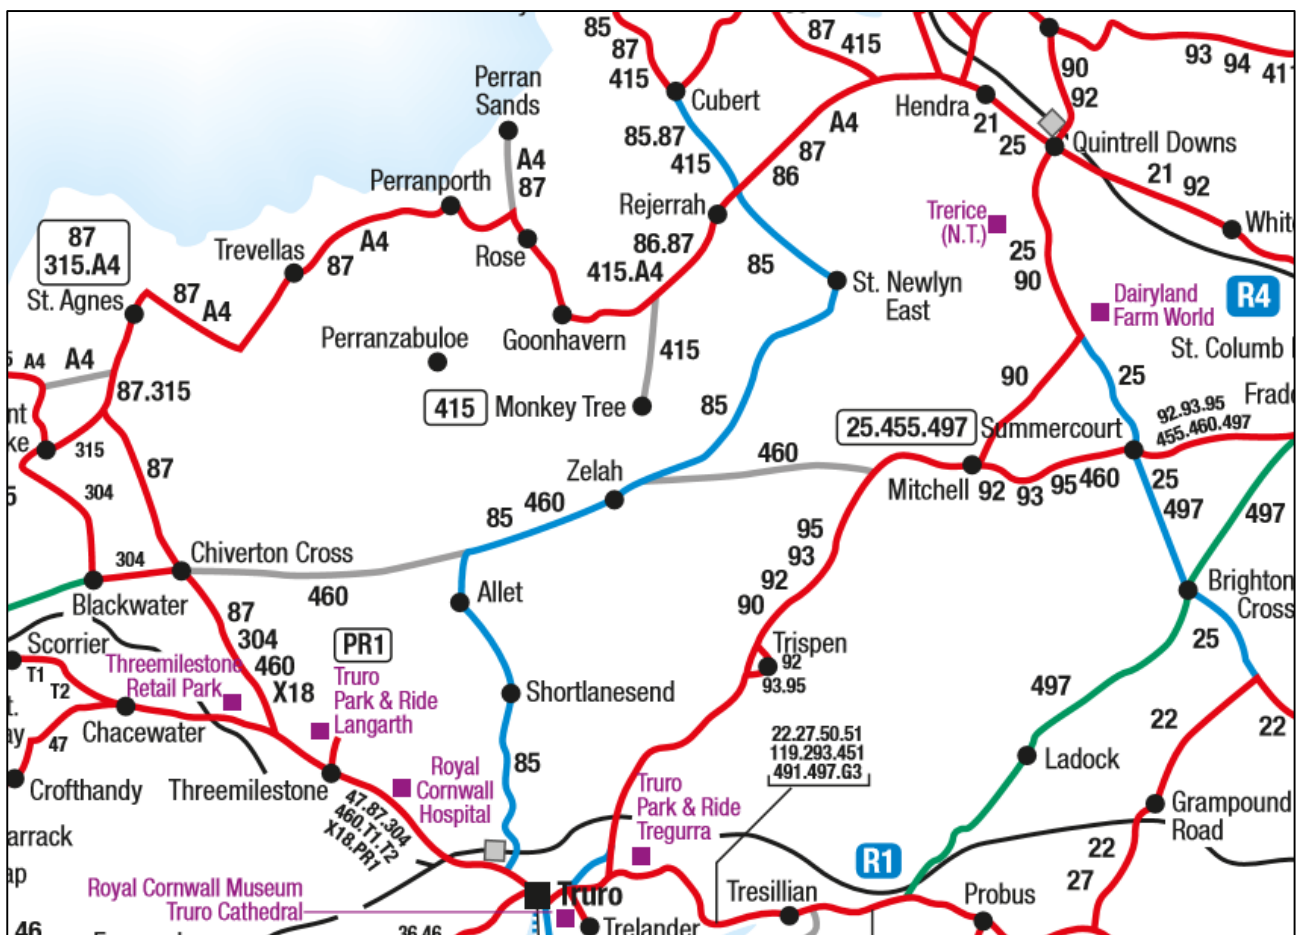 85
87
415
87
415
93
94
90
92
Perran
Sands
Cubert
Hendra
A4
21
25
Quintrell Downs
85.87
415
87
86
A4
87
21
92
Perranporth
Rejerrah
Trerice
(N.T.)
87
315.A4
Trevellas
A4
87
Rose
86.87
415.A4
85
25
90
St. Newlyn
East
R4
St. Agnes
87
A4
Dairyland
Farm World
Perranzabuloe
Goonhavern
415
St. Columb
A4
A4
87.315
90
25
415
Monkey Tree
85
25.455.497
Summercourt
92.93.95
455.460.497
315
87
Zelah
460
Mitchell
92
93
95
460
25
497
497
304
85
460
95
93
92
90
304
Chiverton Cross
Blackwater
460
Allet
Brighton
Cross
87
304
460
X18
25
Scorrier
T1
T2
PR1
Threemilestone
Retail Park
Truro
Park & Ride
Langarth
Trispen
92
93.95
Shortlanesend
497
22
22
Chacewater
47
22.27.50.51
119.293.451
491.497.63
85
Ladock
Crofthandy
Threemilestone
Royal
Cornwall
Hospital
Truro
Park & Ride
Tregurra
Grampound
Road
47.87.304
460.T1.T2
X18.PR1
22
27
R1
Royal Cornwall Museum
Truro Cathedral
Truro
Tresillian
Probus
46
36.46
Trelander